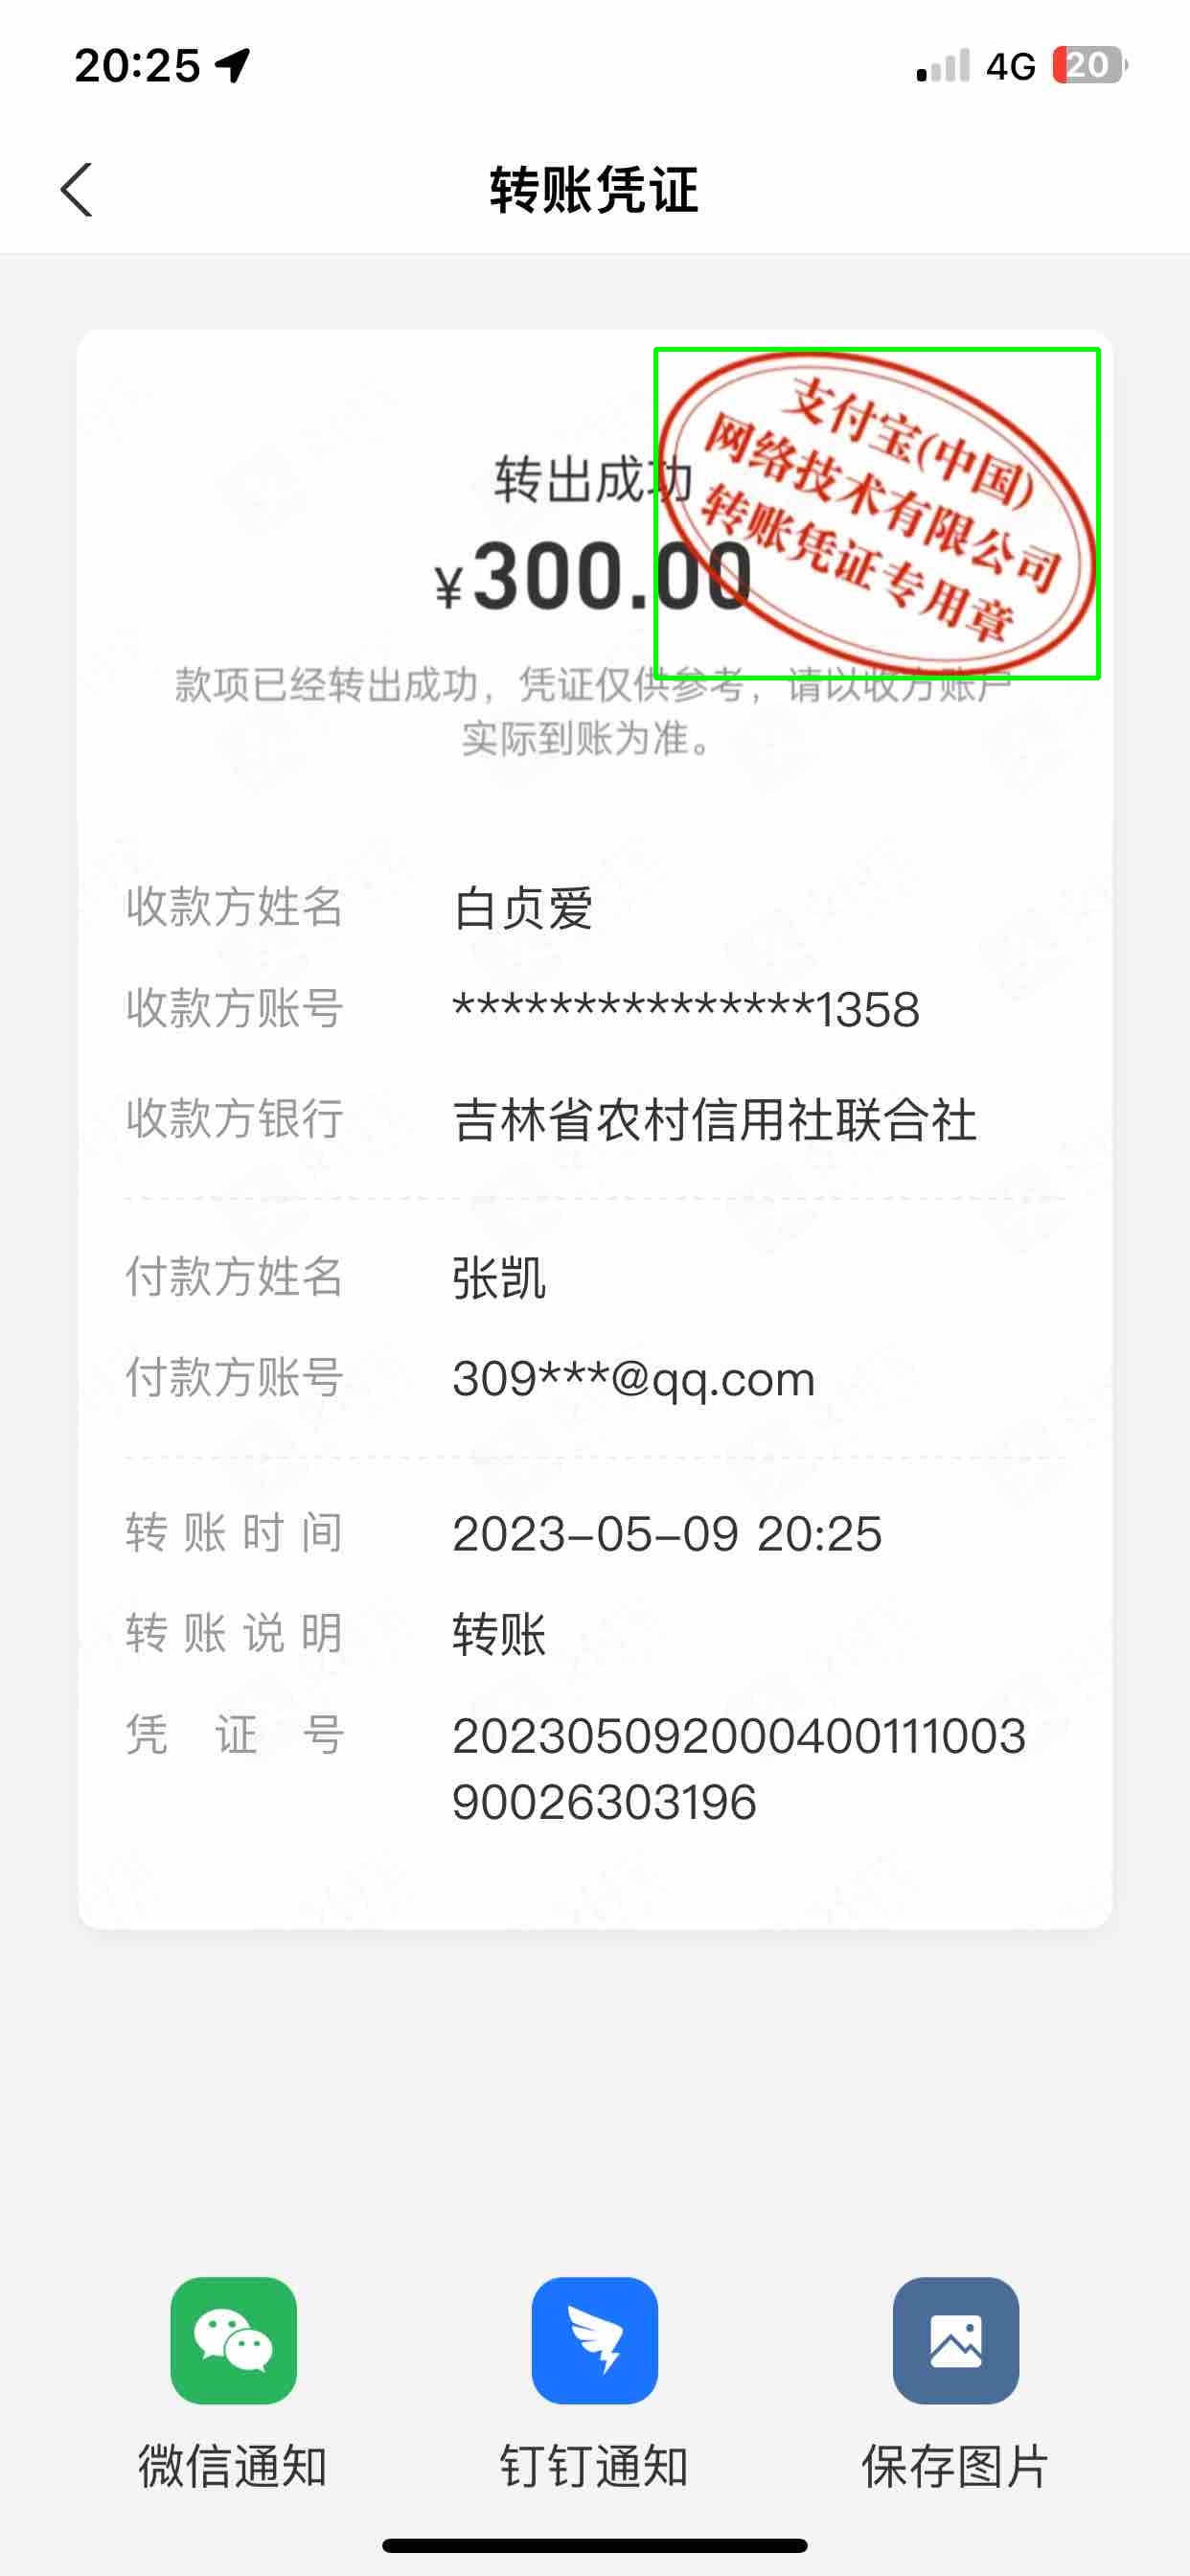 20:25 4G 20
转账凭证
支付宝(中国)
网络技术有限公司
转账凭证专用章
转出成功
¥300.00
款项已经转出成功，凭证仅供参考，请以收方账户
实际到账为准。
收款方姓名 白贞爱
收款方账号 ***************1358
收款方银行 吉林省农村信用社联合社
付款方姓名 张凯
付款方账号 309***@qq.com
转账时间 2023-05-09 20:25
转账说明 转账
凭证号 202305092000400111003
90026303196
微信通知 钉钉通知 保存图片